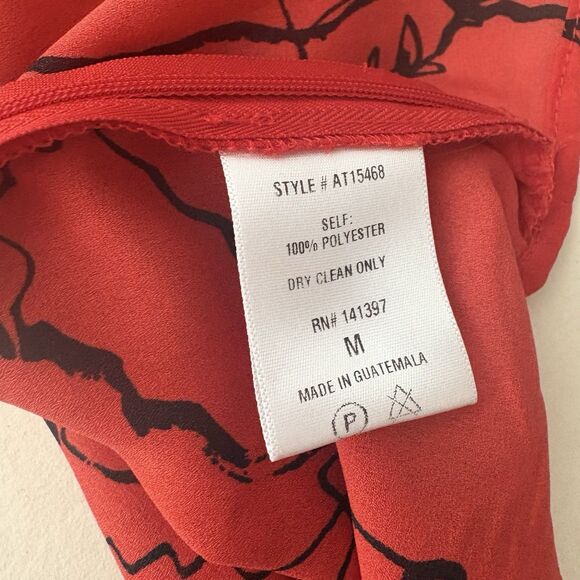 STYLE # AT15468
SELF:
100% POLYESTER
DRY CLEAN ONLY
RN# 141397
M
MADE IN GUATEMALA
P